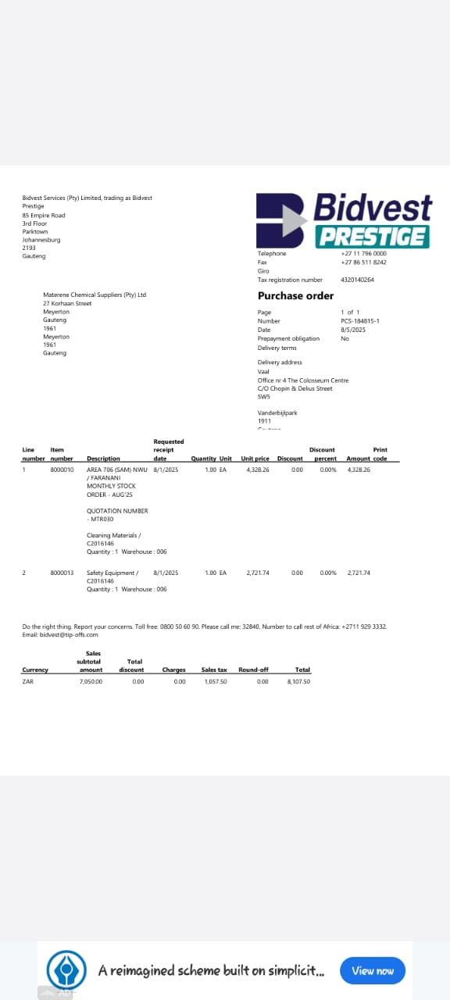 Bidvest Services (Pty) Limited, trading as Bidvest
Prestige
85 Empire Road
3rd Floor
Parktown
Johannesburg
2193
Gauteng
Bidvest
PRESTIGE
Telephone +27 11 796 0000
Fax +27 86 511 8242
Giro
Tax registration number 4320140264
Materene Chemical Suppliers (Pty) Ltd
27 Korhaan Street
Meyerton
Gauteng
1961
Meyerton
1961
Gauteng
Purchase order
Page 1 of 1
Number PCS-184815-1
Date 8/5/2025
Prepayment obligation No
Delivery terms
Delivery address
Vaal
Office nr 4 The Colosseum Centre
C/O Chopin & Delius Street
SW5
Vanderbijlpark
1911
Line number Item number Description Requested receipt date Quantity Unit Unit price Discount Discount percent Amount Print code
1 8000010 AREA 706 (SAM) NWU 8/1/2025 1.00 EA 4,328.26 0.00 0.00% 4,328.26
/ FARANANI
MONTHLY STOCK
ORDER - AUG'25
QUOTATION NUMBER
- MTR030
Cleaning Materials /
C2016146
Quantity : 1 Warehouse : 006
2 8000013 Safety Equipment / 8/1/2025 1.00 EA 2,721.74 0.00 0.00% 2,721.74
C2016146
Quantity : 1 Warehouse : 006
Do the right thing. Report your concerns. Toll free: 0800 50 60 90. Please call me: 32840. Number to call rest of Africa: +2711 929 3332.
Email: bidvest@tip-offs.com
Currency Sales subtotal amount Total discount Charges Sales tax Round-off Total
ZAR 7,050.00 0.00 0.00 1,057.50 0.00 8,107.50
A reimagined scheme built on simplicit...
View now
AD